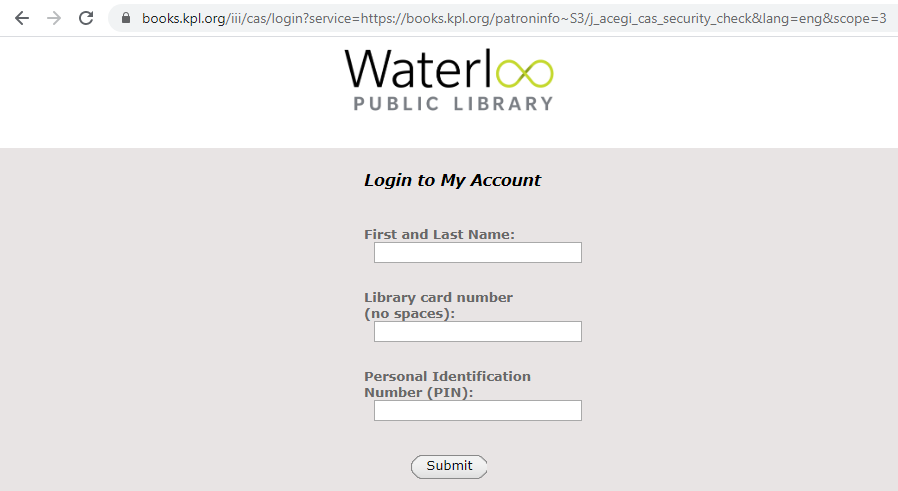 books.kpl.org/iii/cas/login?service=https://books.kpl.org/patroninfo~S3/j_acegi_cas_security_check&lang=eng&scope=3
Waterloo
PUBLIC LIBRARY
Login to My Account
First and Last Name:
Library card number
(no spaces):
Personal Identification
Number (PIN):
Submit